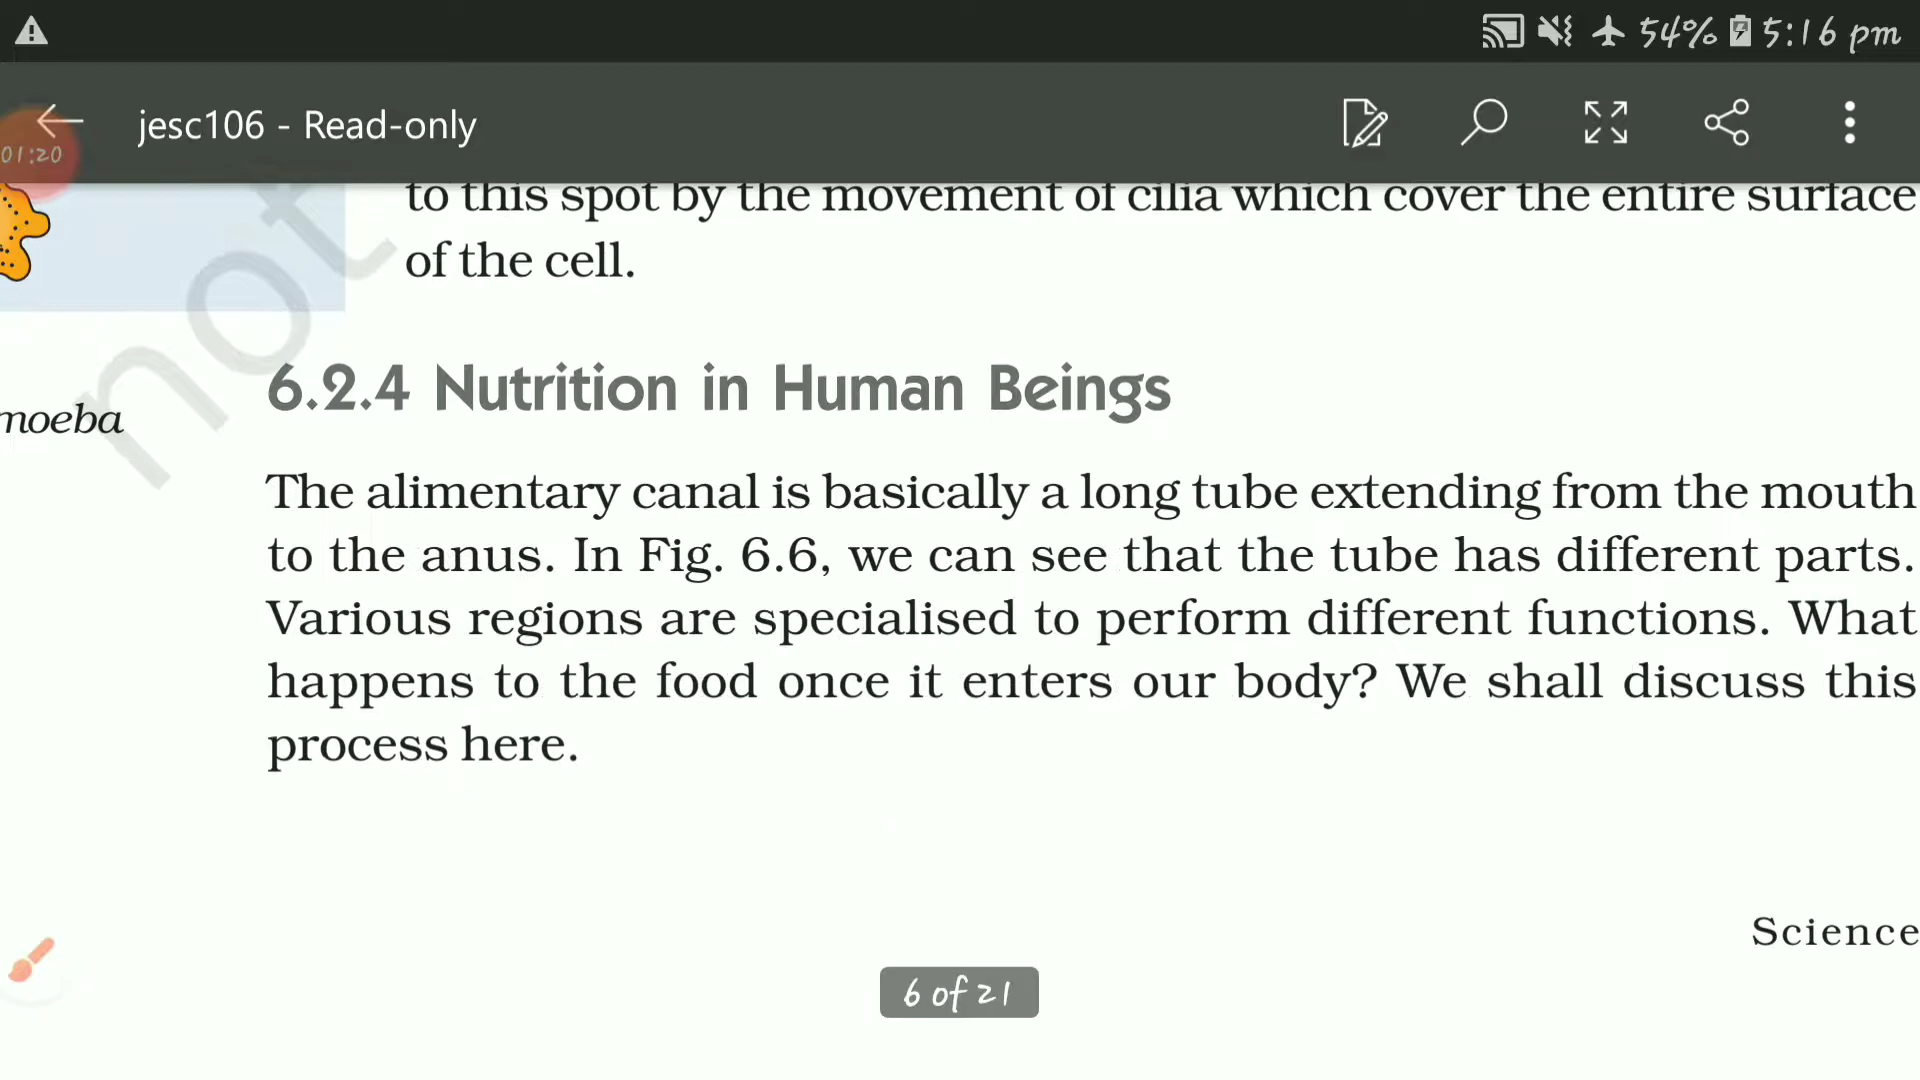 54% 5:16 pm
jesc106 - Read-only
01:20
to this spot by the movement of cilia which cover the entire surface
of the cell.
not
6.2.4 Nutrition in Human Beings
moeba
The alimentary canal is basically a long tube extending from the mouth
to the anus. In Fig. 6.6, we can see that the tube has different parts.
Various regions are specialised to perform different functions. What
happens to the food once it enters our body? We shall discuss this
process here.
Science
6 of 21